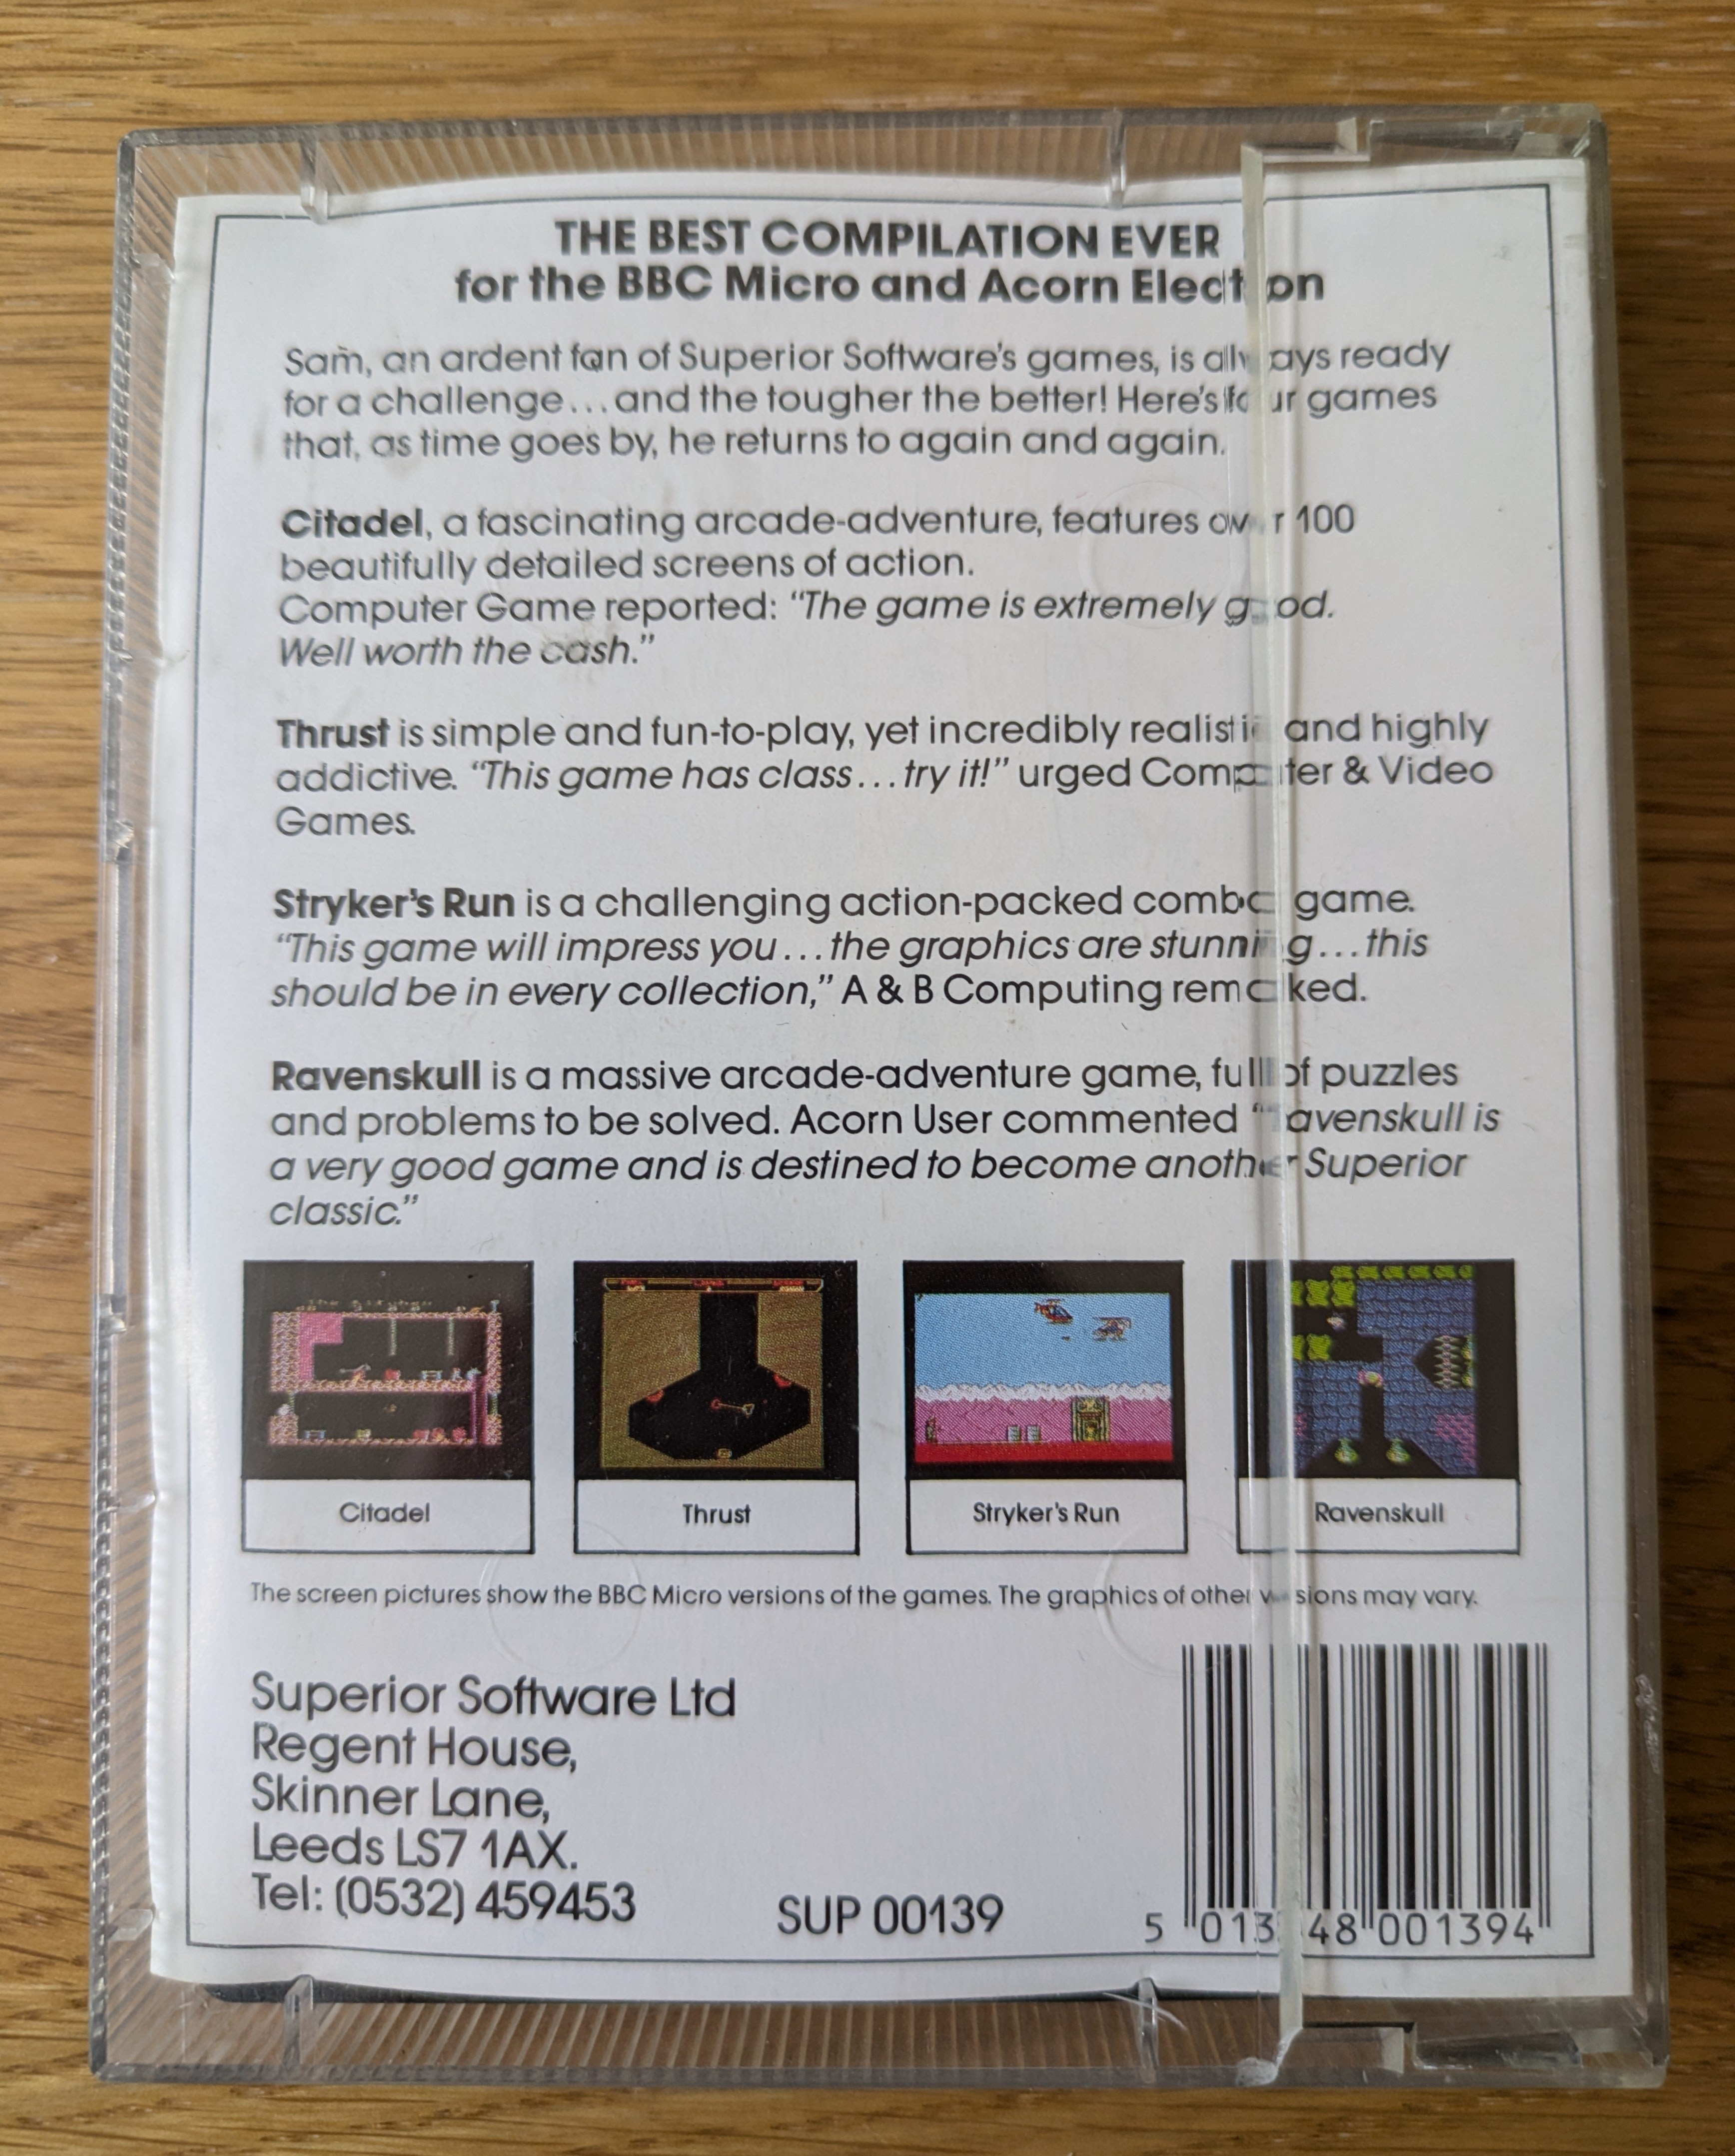 THE BEST COMPILATION EVER
for the BBC Micro and Acorn Electron
Sam, an ardent fan of Superior Software's games, is always ready
for a challenge...and the tougher the better! Here's four games
that, as time goes by, he returns to again and again.
Citadel, a fascinating arcade-adventure, features over 100
beautifully detailed screens of action.
Computer Game reported: "The game is extremely good.
Well worth the cash."
Thrust is simple and fun-to-play, yet incredibly realistic and highly
addictive. "This game has class...try it!" urged Computer & Video
Games.
Stryker's Run is a challenging action-packed combat game.
"This game will impress you...the graphics are stunning...this
should be in every collection," A & B Computing remarked.
Ravenskull is a massive arcade-adventure game, full of puzzles
and problems to be solved. Acorn User commented "Ravenskull is
a very good game and is destined to become another Superior
classic."
Citadel
Thrust
Stryker's Run
Ravenskull
The screen pictures show the BBC Micro versions of the games. The graphics of other versions may vary.
Superior Software Ltd
Regent House,
Skinner Lane,
Leeds LS7 1AX.
Tel: (0532) 459453
SUP 00139
5 001394